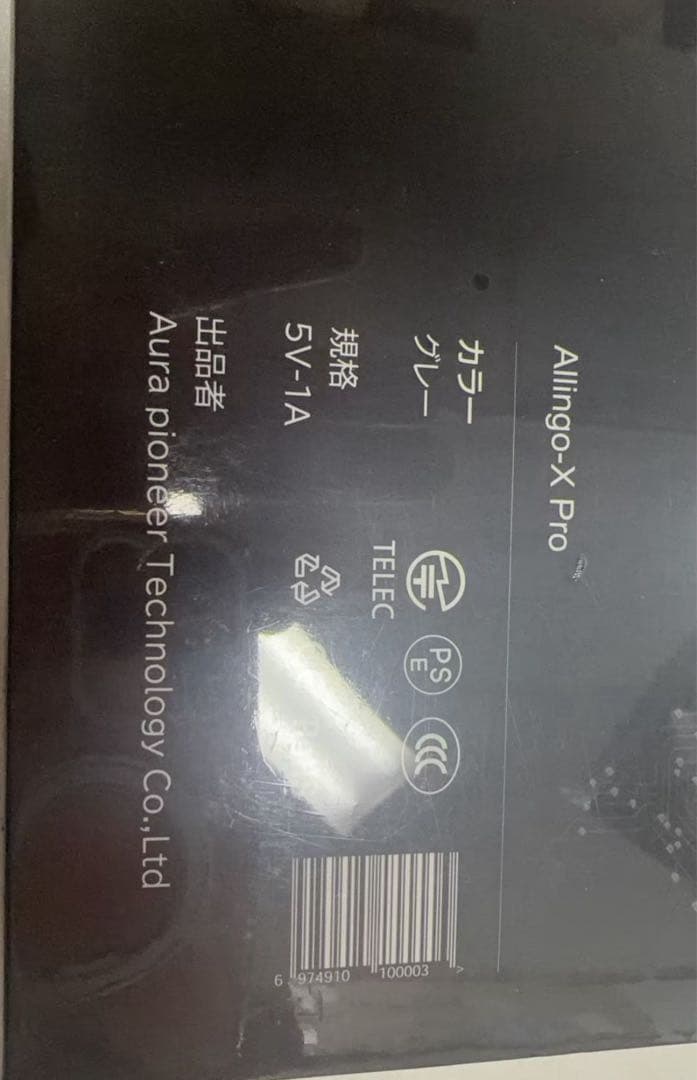 Allingo-X Pro
カラー
グレー
規格
5V-1A
出品者
Aura pioneer Technology Co.,Ltd
TELEC
PS
E
CCC
6 974910 100003 >